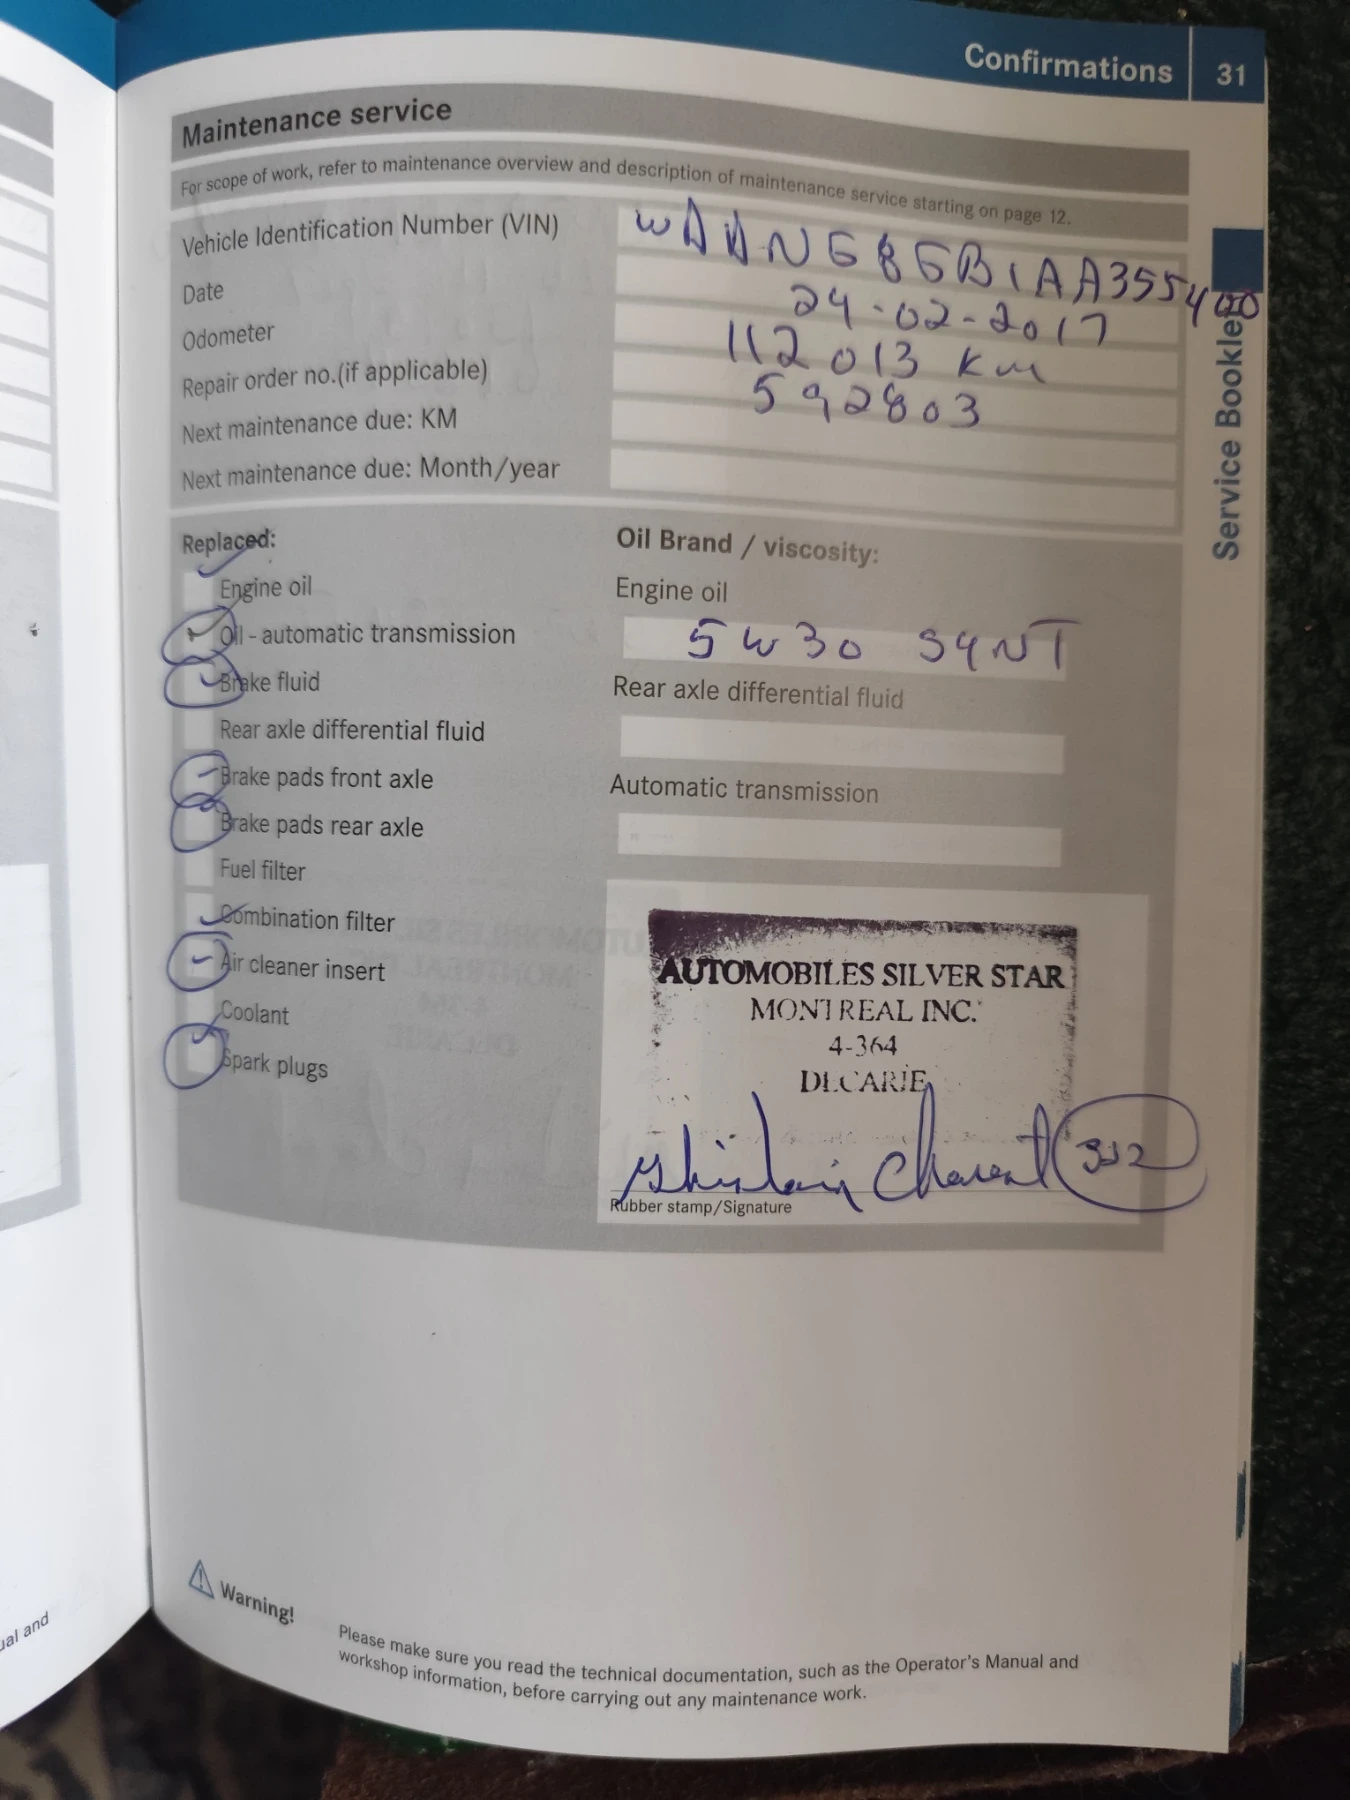 Confirmations 31
Maintenance service
For scope of work, refer to maintenance overview and description of maintenance service starting on page 12.
Vehicle Identification Number (VIN)
Date 24-02-2017
Odometer 112013 km
Repair order no.(if applicable) 592803
Next maintenance due: KM
Next maintenance due: Month/year
Service Booklet
Replaced:
Engine oil
Oil - automatic transmission
Brake fluid
Rear axle differential fluid
Brake pads front axle
Brake pads rear axle
Fuel filter
Combination filter
Air cleaner insert
Coolant
Spark plugs
Oil Brand / viscosity:
Engine oil
5W30 SYNT
Rear axle differential fluid
Automatic transmission
AUTOMOBILES SILVER STAR
MONTREAL INC.
4-364
DECARIE
Rubber stamp/Signature
Warning!
Please make sure you read the technical documentation, such as the Operator's Manual and
workshop information, before carrying out any maintenance work.
ual and